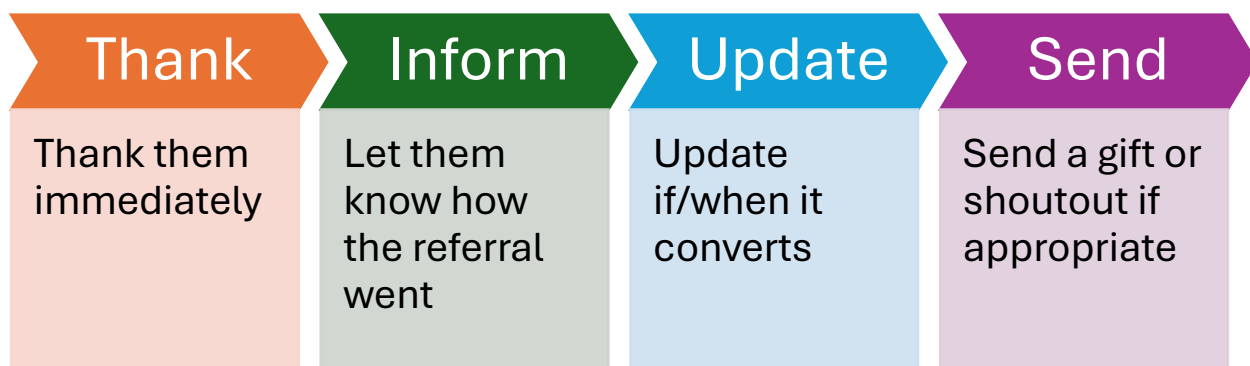 Thank
Thank them
immediately
Inform
Let them
know how
the referral
went
Update
Update
if/when it
converts
Send
Send a gift or
shoutout if
appropriate